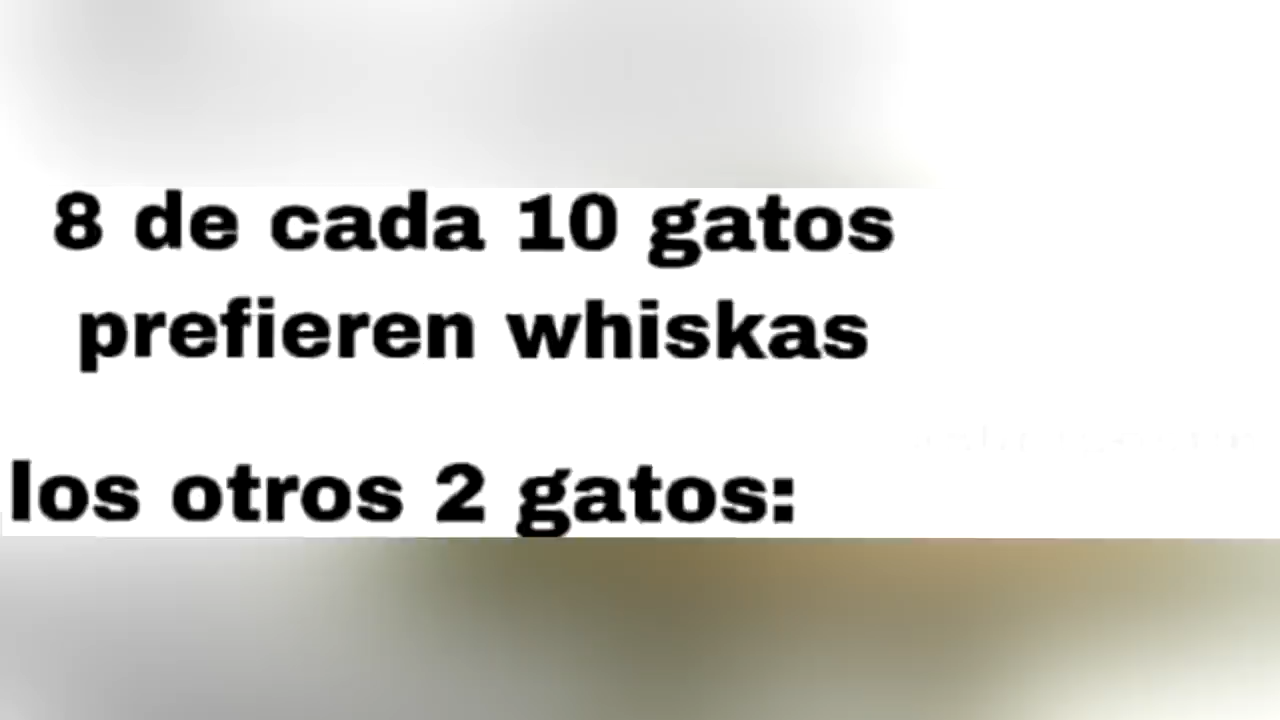 8 de cada 10 gatos
prefieren whiskas
los otros 2 gatos: